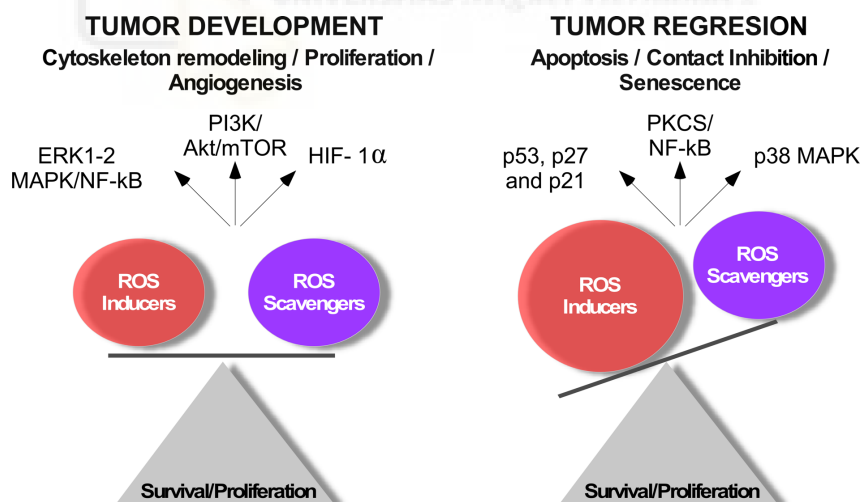 TUMOR DEVELOPMENT
Cytoskeleton remodeling / Proliferation /
Angiogenesis
PI3K/
Akt/mTOR
ERK1-2
MAPK/NF-kB
HIF- 1α
ROS
Inducers
ROS
Scavengers
Survival/Proliferation
TUMOR REGRESION
Apoptosis / Contact Inhibition /
Senescence
PKCS/
NF-kB
p53, p27
and p21
p38 MAPK
ROS
Inducers
ROS
Scavengers
Survival/Proliferation